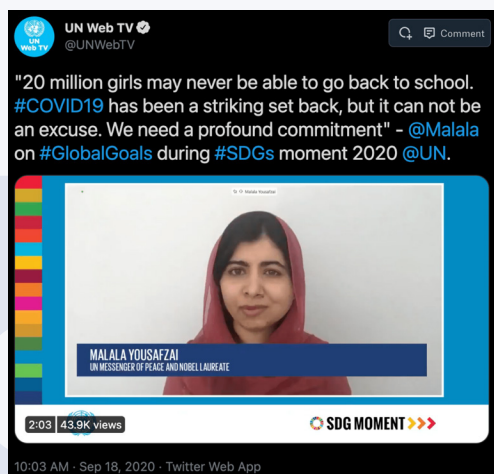 UN Web TV
@UNWebTV
Comment
UN
Web TV
"20 million girls may never be able to go back to school.
#COVID19 has been a striking set back, but it can not be
an excuse. We need a profound commitment" - @Malala
on #GlobalGoals during #SDGs moment 2020 @UN.
Malala Yousafzai
MALALA YOUSAFZAI
UN MESSENGER OF PEACE AND NOBEL LAUREATE
2:03 43.9K views
SDG MOMENT
10:03 AM · Sep 18, 2020 · Twitter Web App